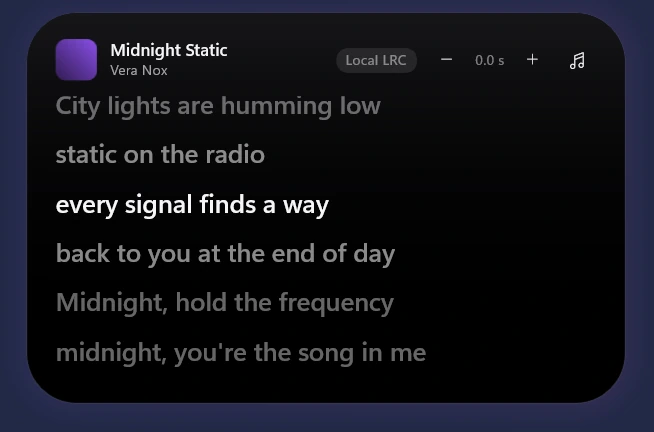 Midnight Static
Vera Nox
Local LRC
− 0.0 s +
City lights are humming low
static on the radio
every signal finds a way
back to you at the end of day
Midnight, hold the frequency
midnight, you're the song in me